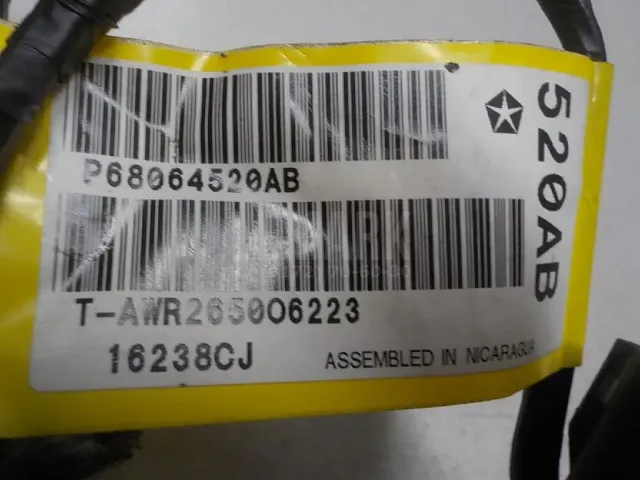 P68064520AB
T-AWR265006223
16238CJ
ASSEMBLED IN NICARAGUA
520AB